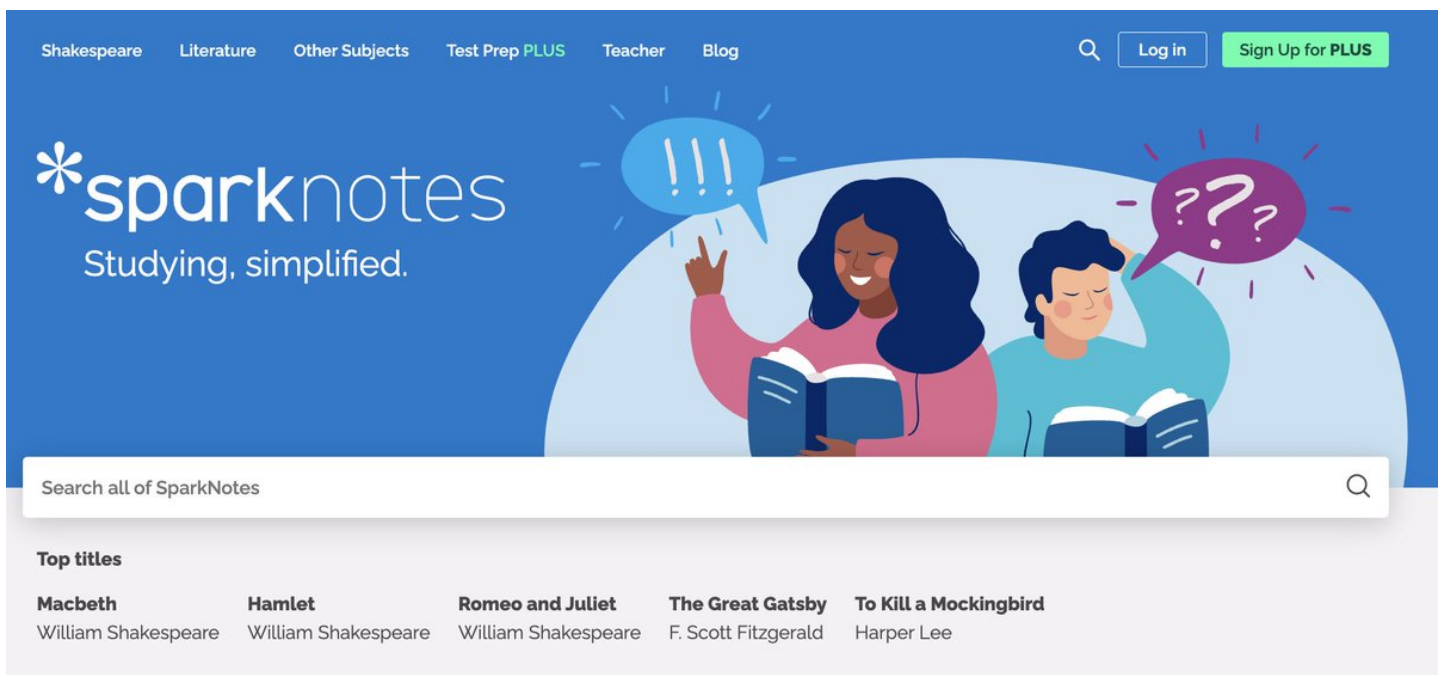 Shakespeare Literature Other Subjects Test Prep PLUS Teacher Blog Log in Sign Up for PLUS
!!!
???
*sparknotes
Studying, simplified.
Search all of SparkNotes
Top titles
Macbeth Hamlet Romeo and Juliet The Great Gatsby To Kill a Mockingbird
William Shakespeare William Shakespeare William Shakespeare F. Scott Fitzgerald Harper Lee